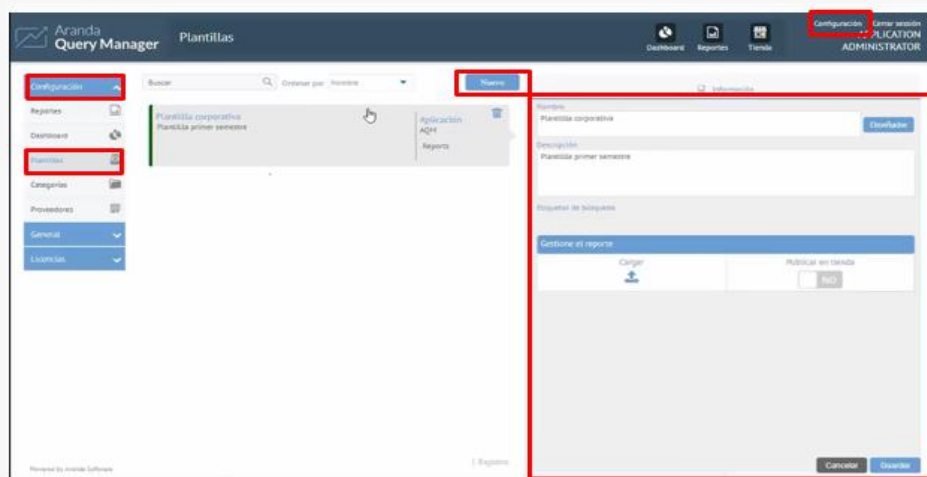 Aranda
Query Manager
Plantillas
Dashboard
Reportes
Tienda
Configuración
Cerrar sesión
APPLICATION
ADMINISTRATOR
Configuración
Reportes
Dashboard
Plantillas
Categorías
Proveedores
General
Licencias
Buscar
Ordenar por Nombre
Nuevo
Plantilla corporativa
Plantilla primer semestre
Aplicación
AQM
Reports
Información
Nombre
Plantilla corporativa
Diseñador
Descripción
Plantilla primer semestre
Etiquetas de búsqueda
Gestione el reporte
Cargar
Publicar en tienda
NO
1 Registro
Powered by Aranda Software
Cancelar
Guardar